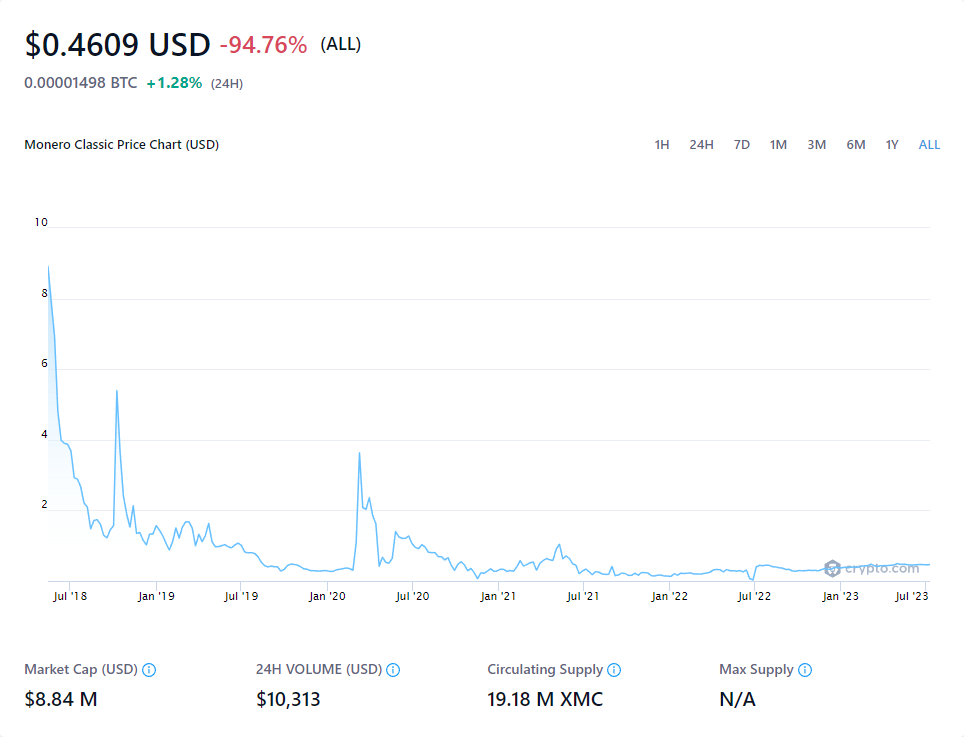 $0.4609 USD -94.76% (ALL)
0.00001498 BTC +1.28% (24H)
Monero Classic Price Chart (USD) 1H 24H 7D 1M 3M 6M 1Y ALL
10
8
6
4
2
crypto.com
Jul '18 Jan '19 Jul '19 Jan '20 Jul '20 Jan '21 Jul '21 Jan '22 Jul '22 Jan '23 Jul '23
Market Cap (USD) 24H VOLUME (USD) Circulating Supply Max Supply
$8.84 M $10,313 19.18 M XMC N/A